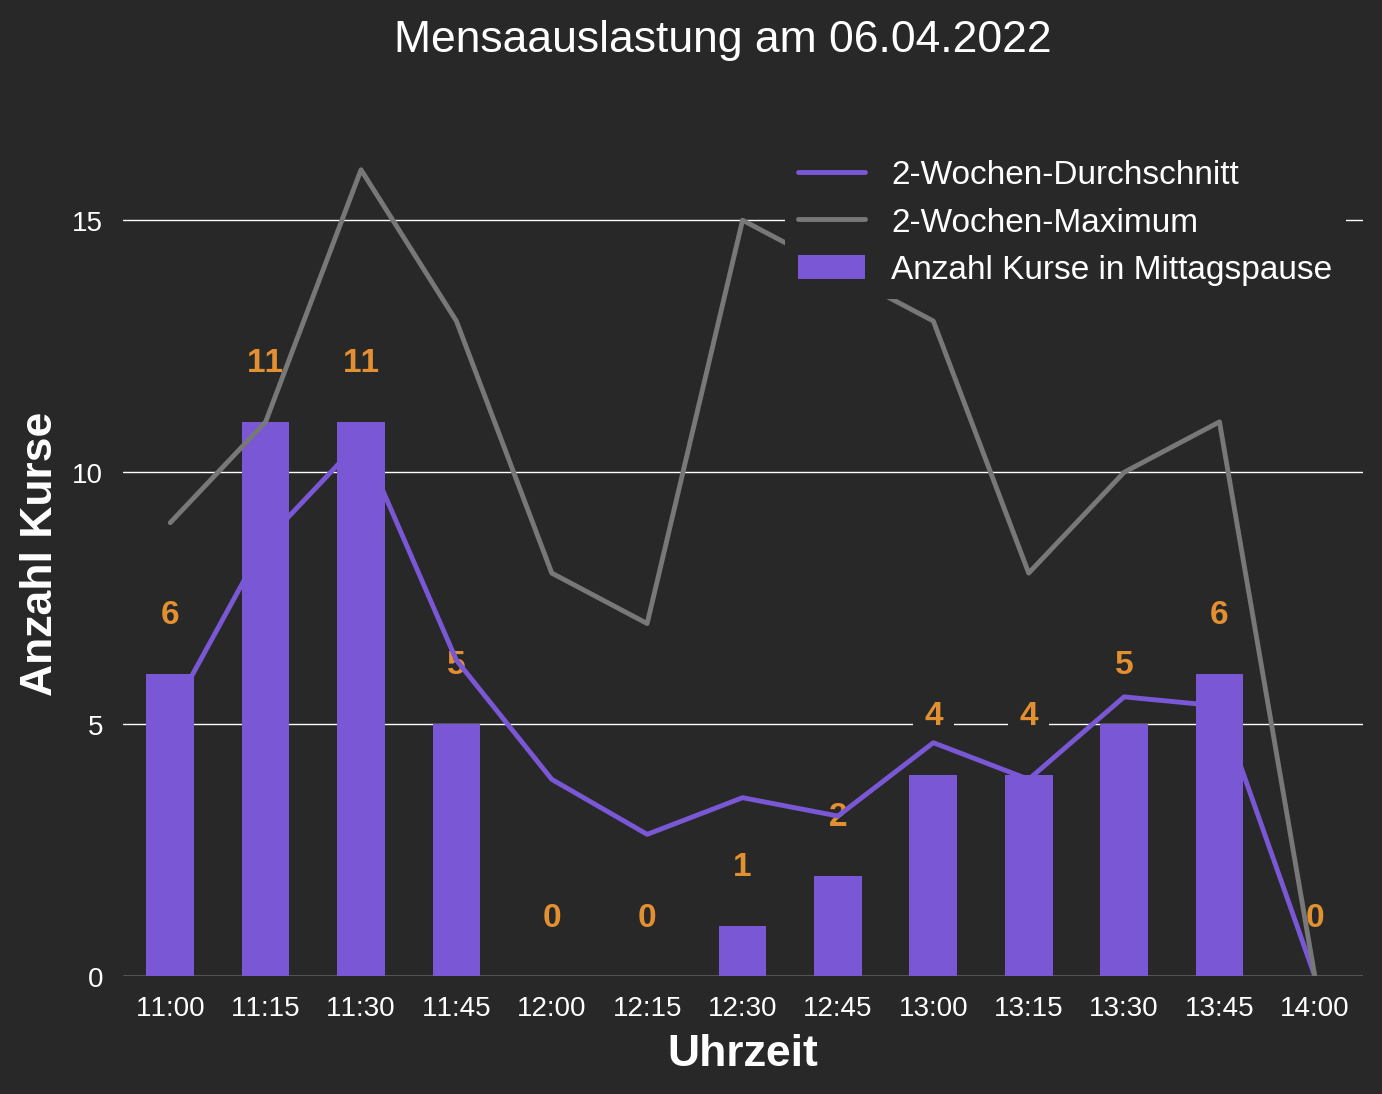 Mensaauslastung am 06.04.2022
2-Wochen-Durchschnitt
2-Wochen-Maximum
Anzahl Kurse in Mittagspause
Anzahl Kurse
15
10
5
0
6
11
11
5
0
0
1
2
4
4
5
6
0
11:00 11:15 11:30 11:45 12:00 12:15 12:30 12:45 13:00 13:15 13:30 13:45 14:00
Uhrzeit